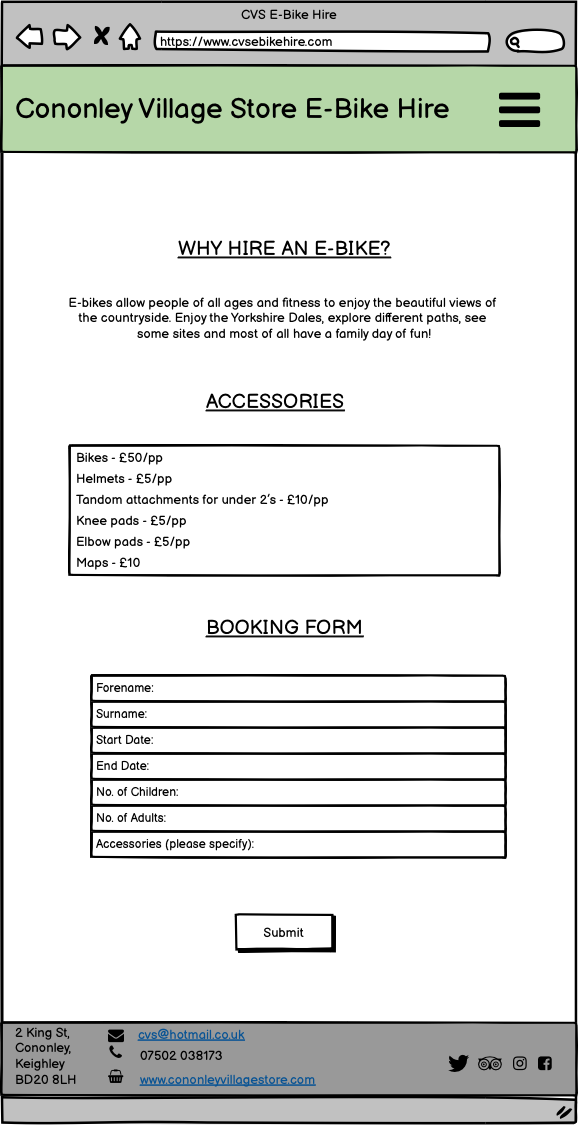 CVS E-Bike Hire
https://www.cvsebikehire.com
Cononley Village Store E-Bike Hire
WHY HIRE AN E-BIKE?
E-bikes allow people of all ages and fitness to enjoy the beautiful views of
the countryside. Enjoy the Yorkshire Dales, explore different paths, see
some sites and most of all have a family day of fun!
ACCESSORIES
Bikes - £50/pp
Helmets - £5/pp
Tandom attachments for under 2's - £10/pp
Knee pads - £5/pp
Elbow pads - £5/pp
Maps - £10
BOOKING FORM
Forename:
Surname:
Start Date:
End Date:
No. of Children:
No. of Adults:
Accessories (please specify):
Submit
2 King St,
Cononley,
Keighley
BD20 8LH
cvs@hotmail.co.uk
07502 038173
www.cononleyvillagestore.com